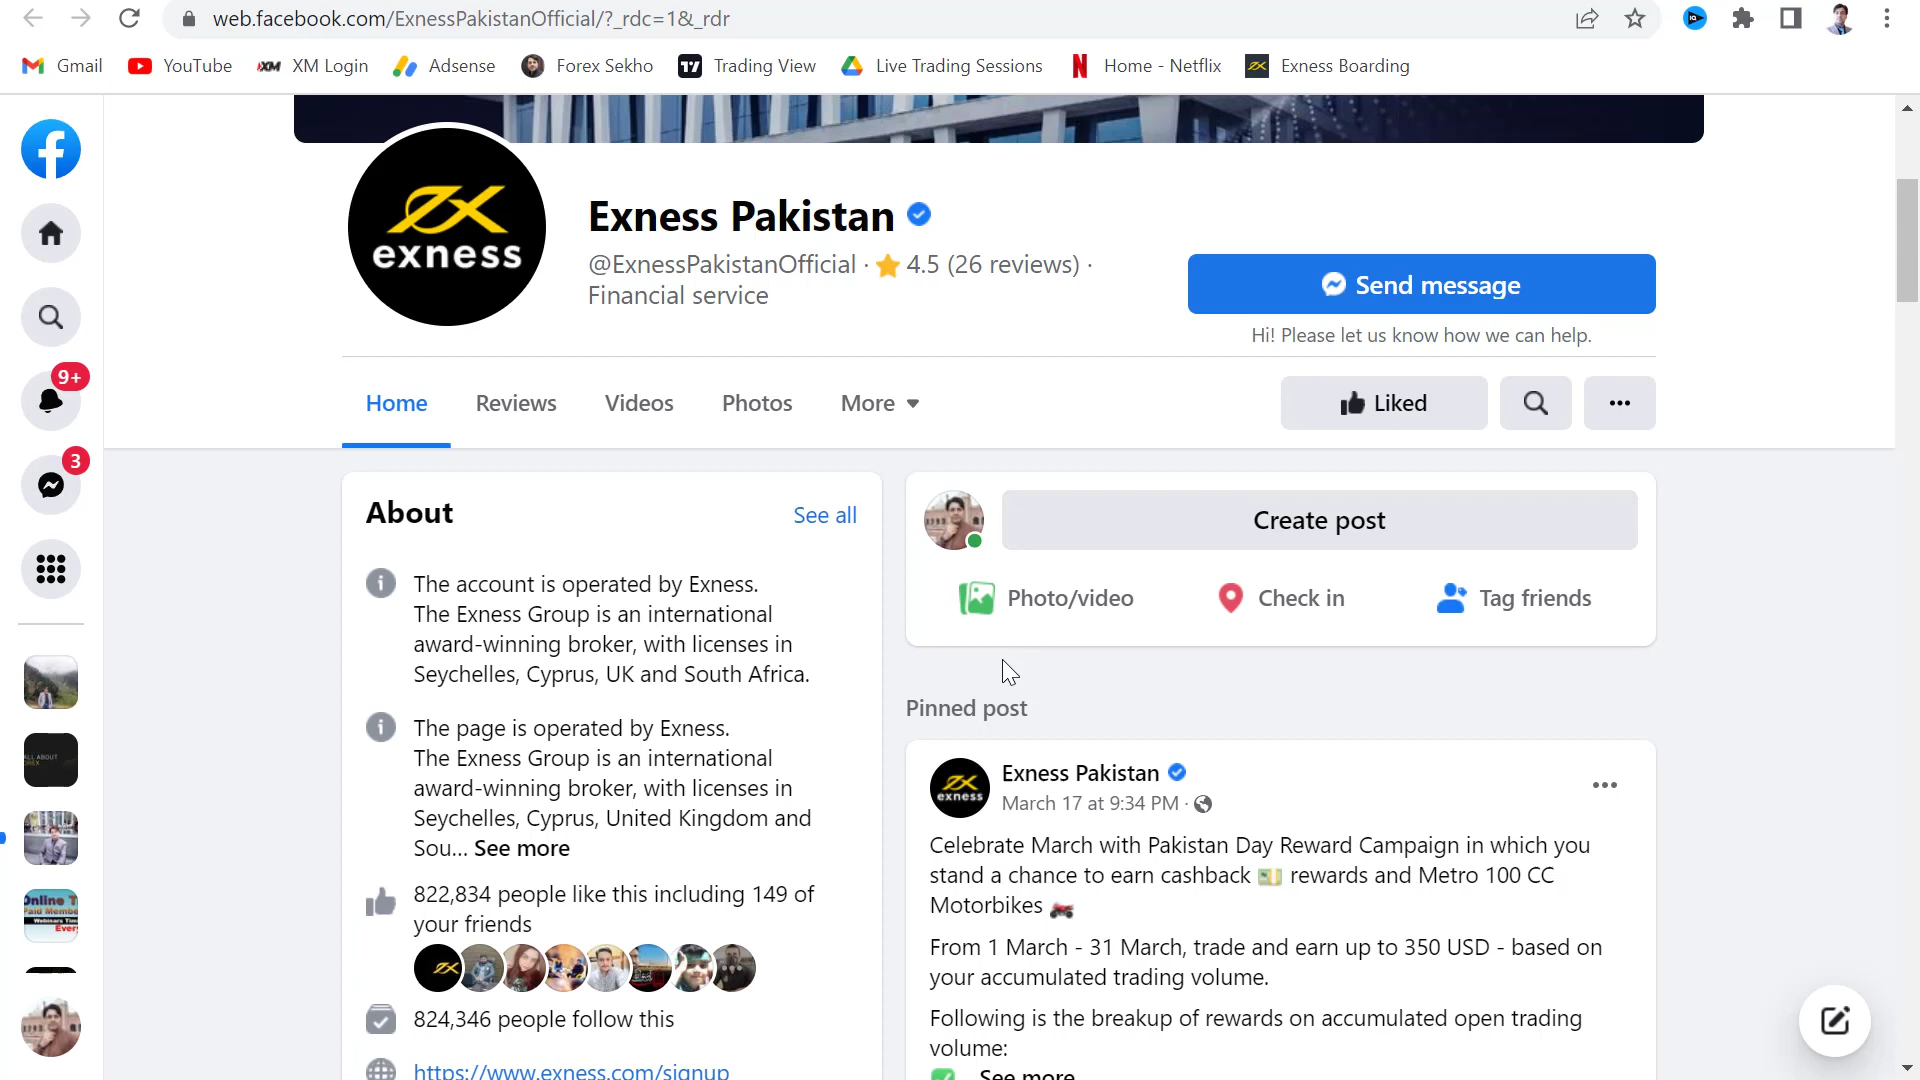 web.facebook.com/ExnessPakistanOfficial/?_rdc=1&_rdr
Gmail
YouTube
XM
XM Login
Adsense
Forex Sekho
Trading View
Live Trading Sessions
Home - Netflix
Exness Boarding
exness
Exness Pakistan
@ExnessPakistanOfficial · 4.5 (26 reviews) ·
Financial service
Send message
Hi! Please let us know how we can help.
9+
3
Home
Reviews
Videos
Photos
More
Liked
About
See all
The account is operated by Exness.
The Exness Group is an international
award-winning broker, with licenses in
Seychelles, Cyprus, UK and South Africa.
The page is operated by Exness.
The Exness Group is an international
award-winning broker, with licenses in
Seychelles, Cyprus, United Kingdom and
Sou... See more
822,834 people like this including 149 of
your friends
824,346 people follow this
https://www.exness.com/signup
Create post
Photo/video
Check in
Tag friends
Pinned post
exness
Exness Pakistan
March 17 at 9:34 PM ·
Celebrate March with Pakistan Day Reward Campaign in which you
stand a chance to earn cashback 💵 rewards and Metro 100 CC
Motorbikes 🏍️
From 1 March - 31 March, trade and earn up to 350 USD - based on
your accumulated trading volume.
Following is the breakup of rewards on accumulated open trading
volume:
✅ ... See more